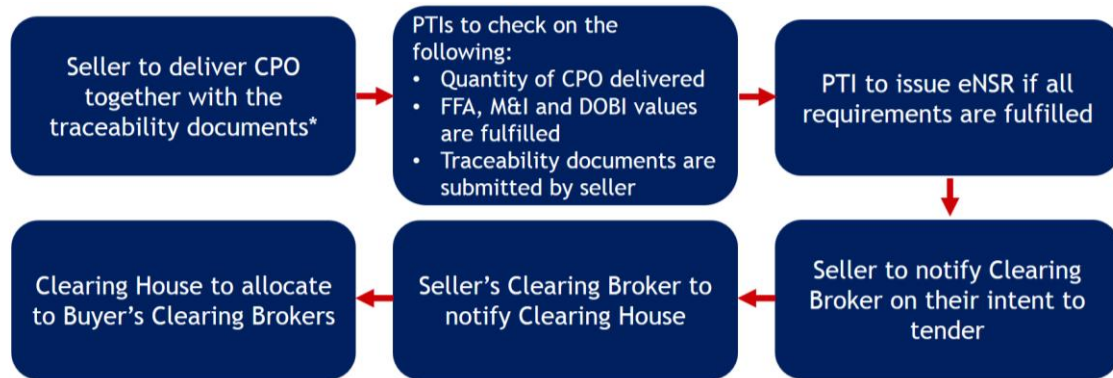 Seller to deliver CPO
together with the
traceability documents*
PTIs to check on the
following:
• Quantity of CPO delivered
• FFA, M&I and DOBI values
are fulfilled
• Traceability documents are
submitted by seller
PTI to issue eNSR if all
requirements are fulfilled
Seller to notify Clearing
Broker on their intent to
tender
Seller's Clearing Broker to
notify Clearing House
Clearing House to allocate
to Buyer's Clearing Brokers